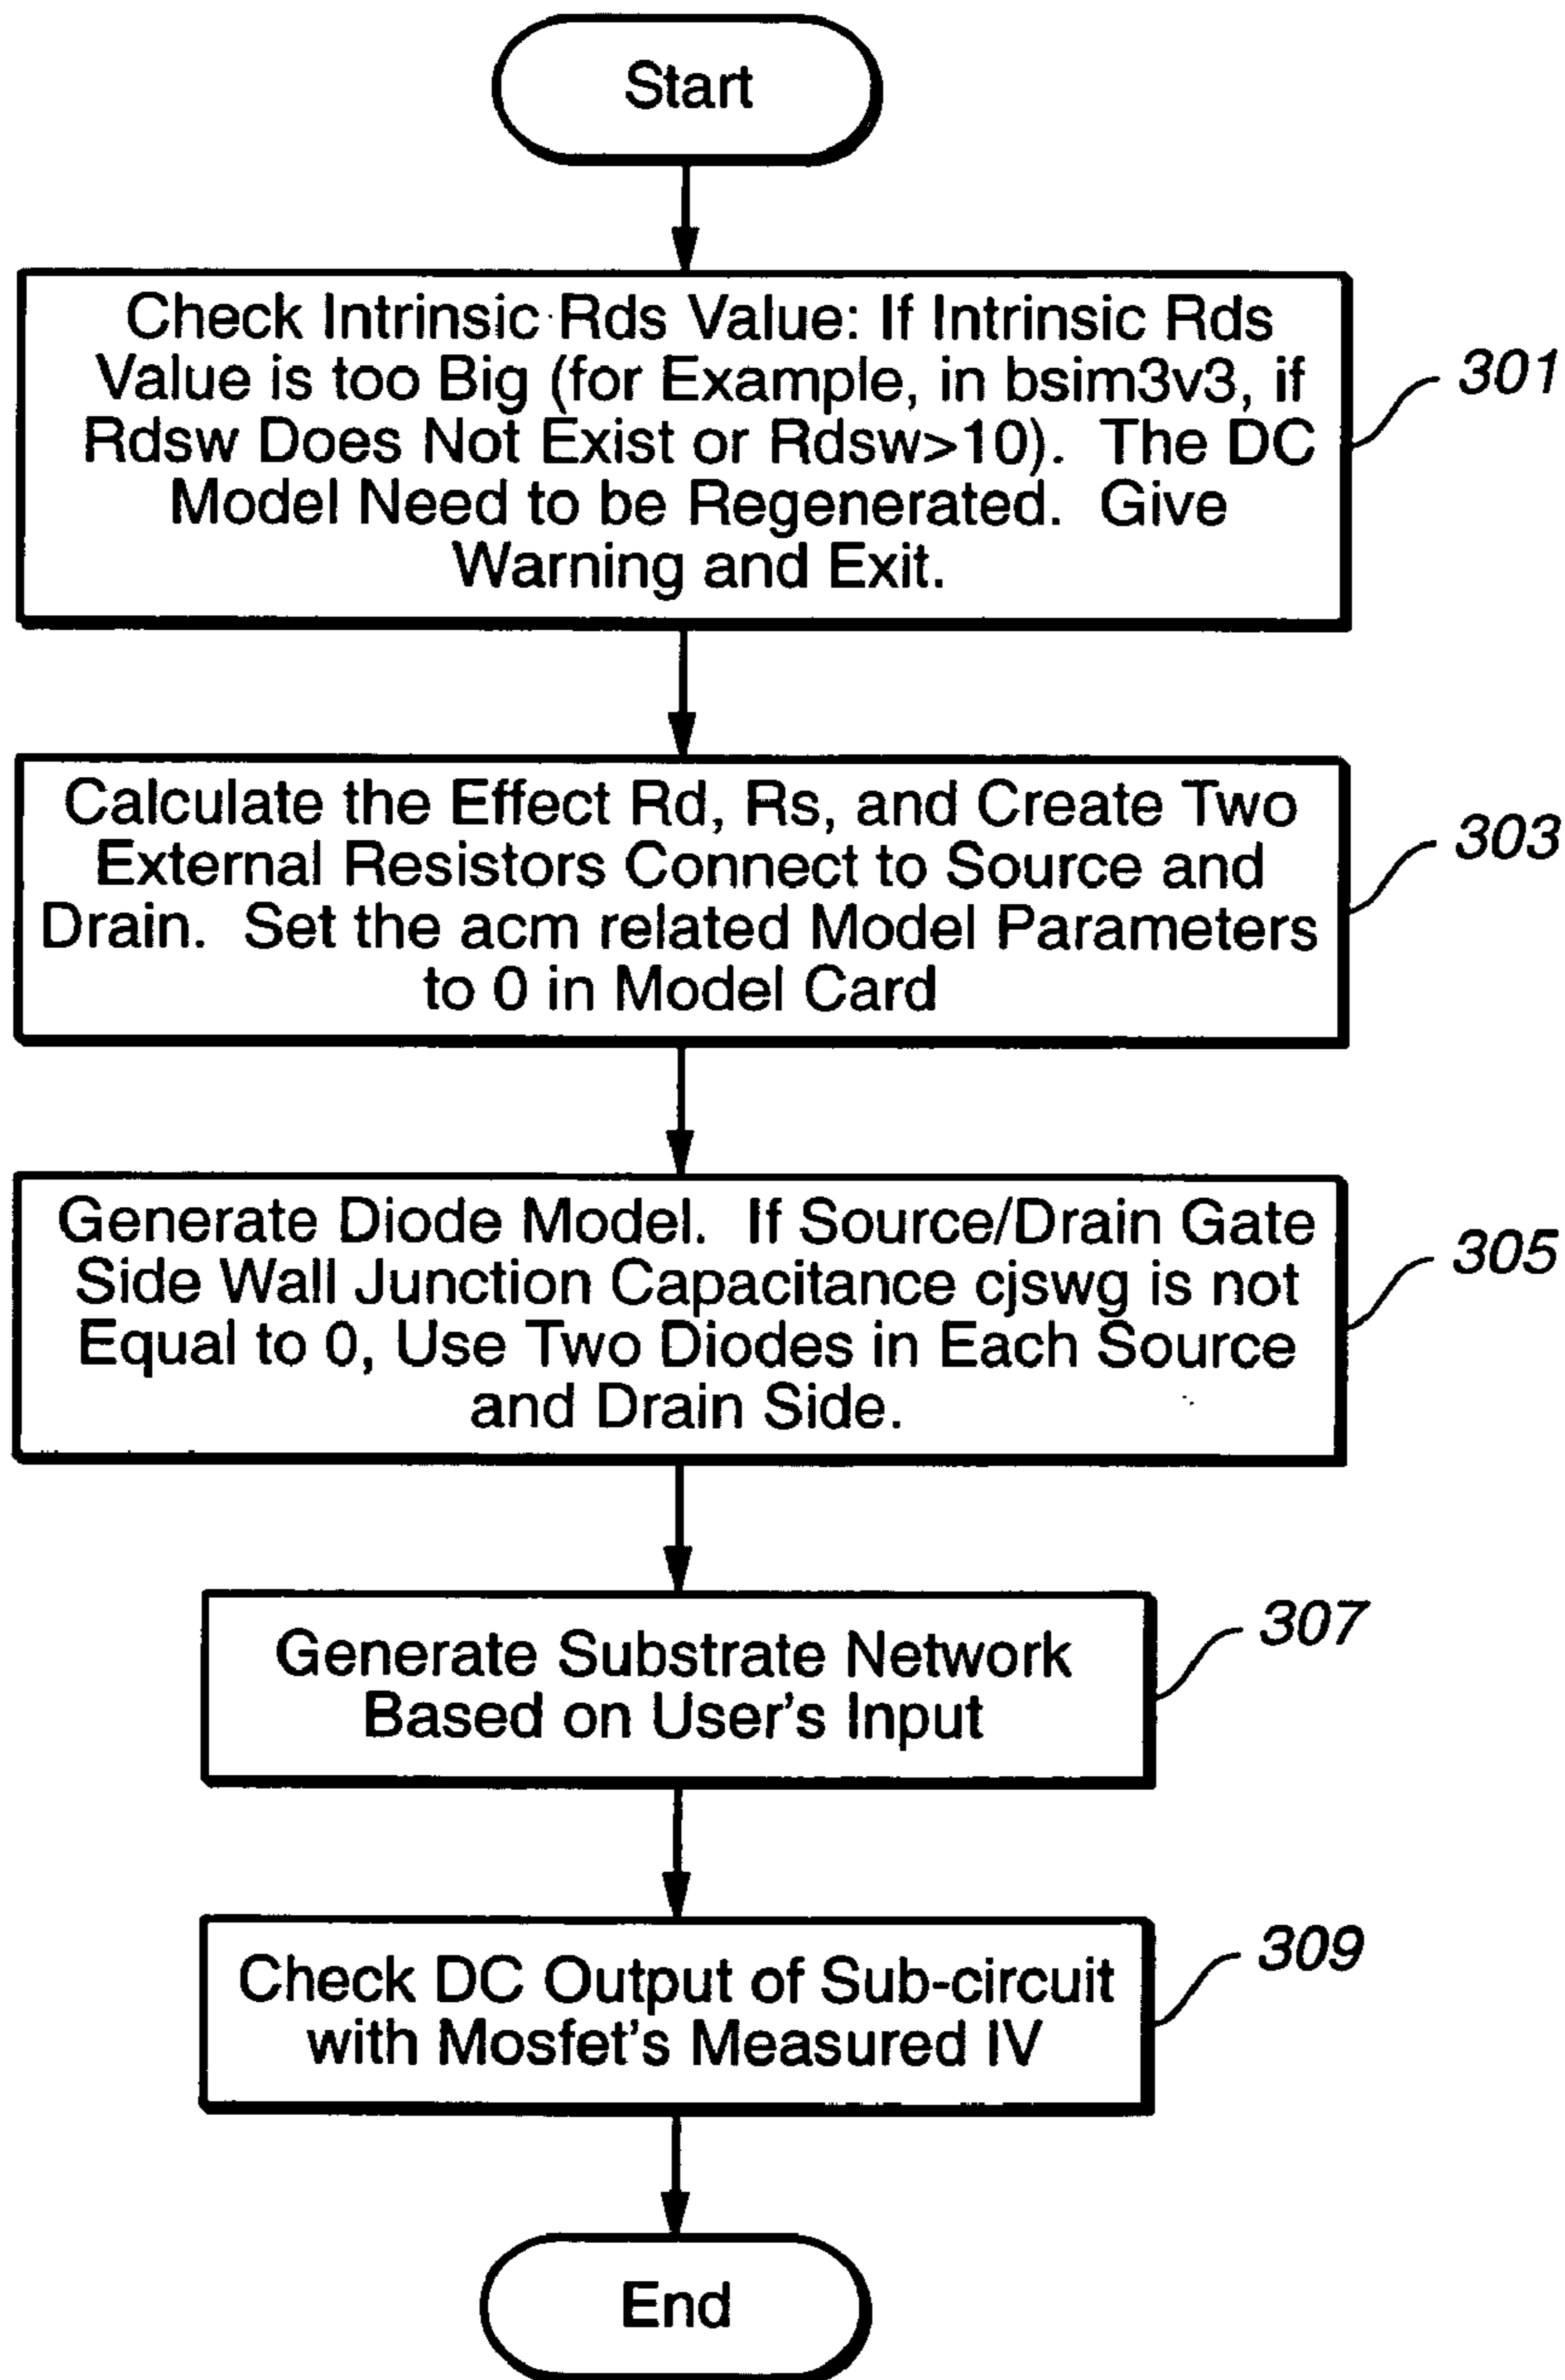 Start
Check Intrinsic Rds Value: If Intrinsic Rds
Value is too Big (for Example, in bsim3v3, if
Rdsw Does Not Exist or Rdsw>10). The DC
Model Need to be Regenerated. Give
Warning and Exit.
301
Calculate the Effect Rd, Rs, and Create Two
External Resistors Connect to Source and
Drain. Set the acm related Model Parameters
to 0 in Model Card
303
Generate Diode Model. If Source/Drain Gate
Side Wall Junction Capacitance cjswg is not
Equal to 0, Use Two Diodes in Each Source
and Drain Side.
305
Generate Substrate Network
Based on User's Input
307
Check DC Output of Sub-circuit
with Mosfet's Measured IV
309
End